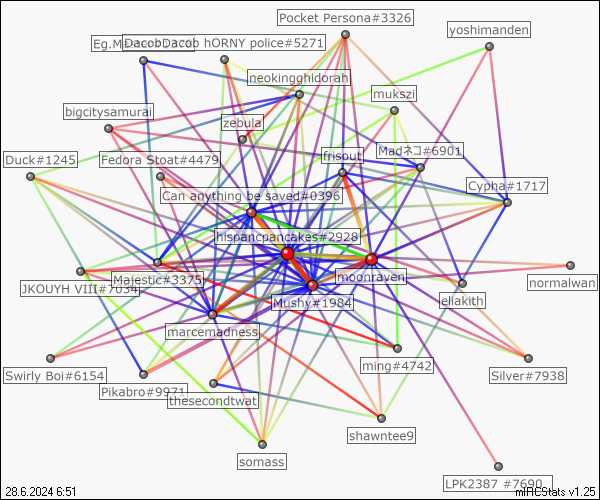 Pocket Persona#3326
yoshimanden
DacobDacob hORNY police#5271
neokingghidorah
mukszi
bigcitysamurai
zebula
Duck#1245
Fedora Stoat#4479
frisout
Madネコ#6901
Can anything be saved#0396
Cypha#1717
hispancpancakes#2928
Majestic#3375
moonraven
normalwan
JKOUYH VIII#7034
Mushy#1984
eliakith
marcemadness
Swirly Boi#6154
ming#4742
Silver#7938
Pikabro#9971
thesecondtwat
shawntee9
somass
LPK2387 #7690
28.6.2024 6:51
mIRCStats v1.25